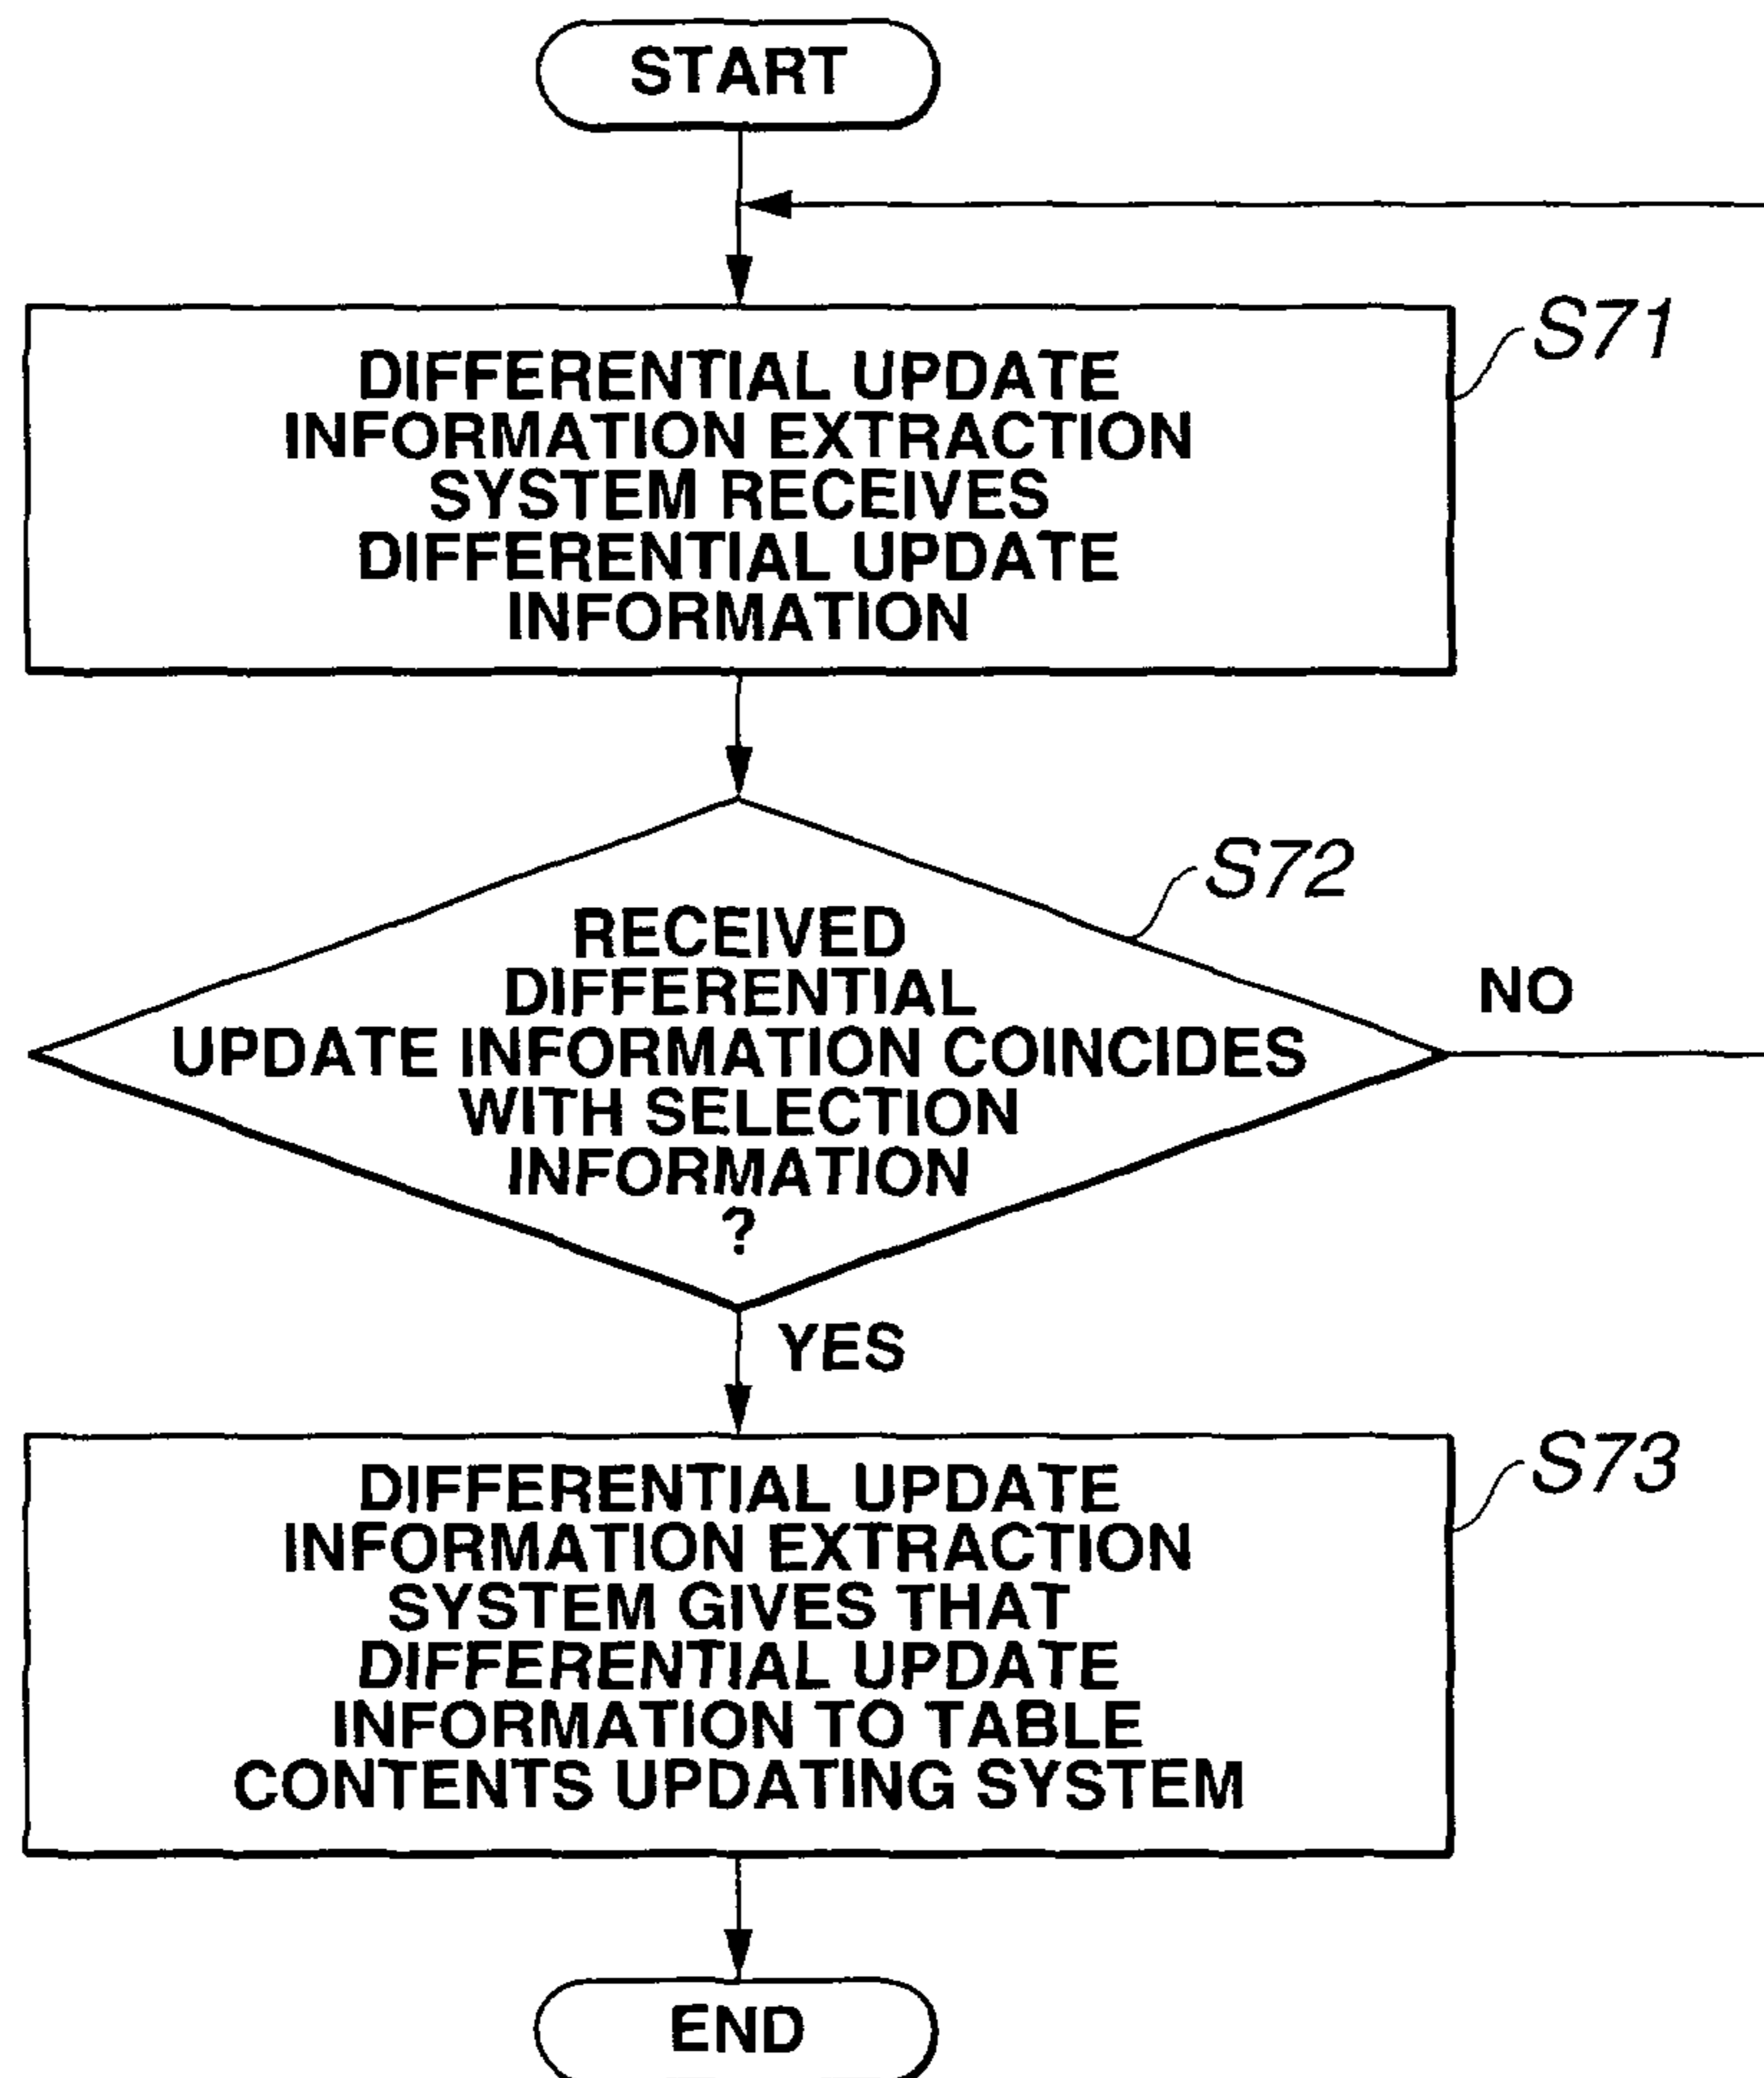 START
S71
DIFFERENTIAL UPDATE
INFORMATION EXTRACTION
SYSTEM RECEIVES
DIFFERENTIAL UPDATE
INFORMATION
S72
RECEIVED
DIFFERENTIAL
UPDATE INFORMATION COINCIDES
WITH SELECTION
INFORMATION
?
NO
YES
S73
DIFFERENTIAL UPDATE
INFORMATION EXTRACTION
SYSTEM GIVES THAT
DIFFERENTIAL UPDATE
INFORMATION TO TABLE
CONTENTS UPDATING SYSTEM
END